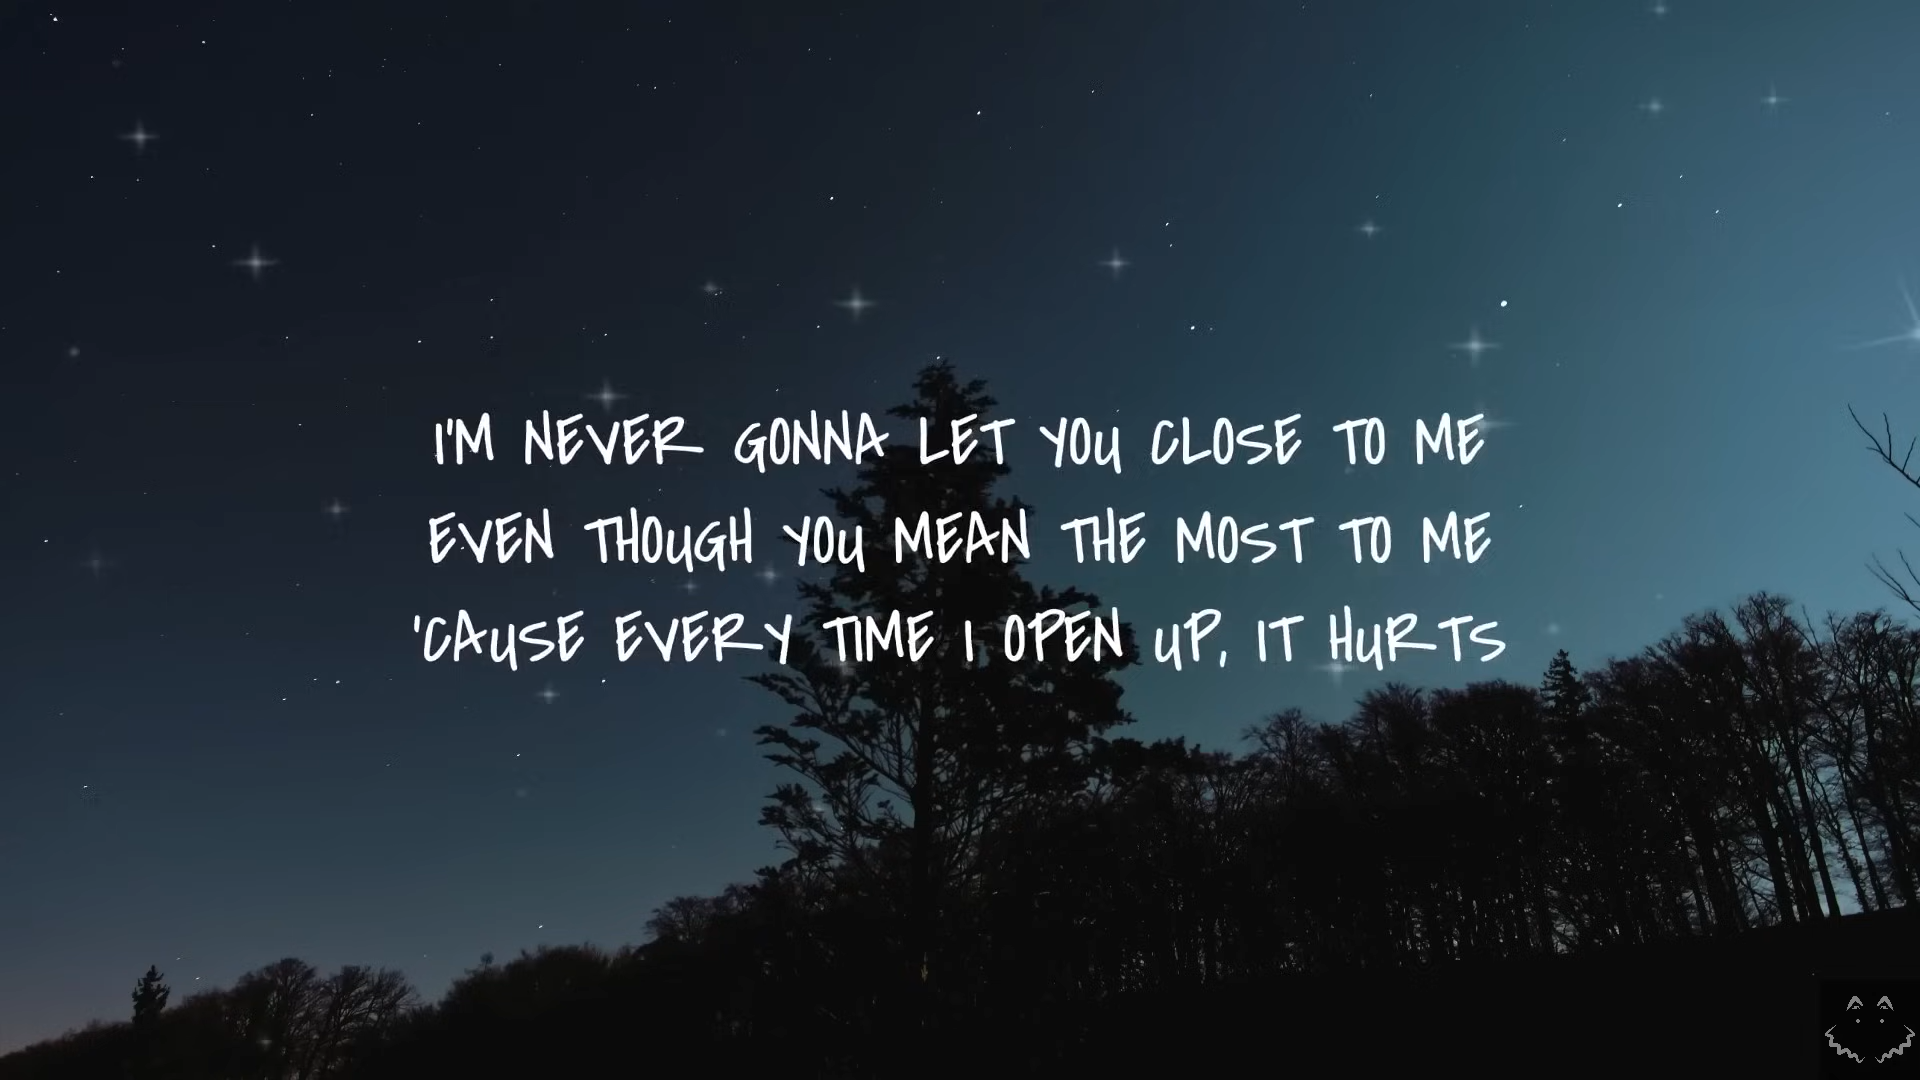 I'M NEVER GONNA LET YOU CLOSE TO ME
EVEN THOUGH YOU MEAN THE MOST TO ME
'CAUSE EVERY TIME I OPEN UP, IT HURTS